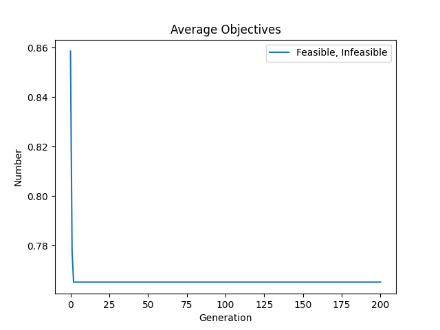 Average Objectives
Feasible, Infeasible
0.86
0.84
0.82
0.80
0.78
Number
0 25 50 75 100 125 150 175 200
Generation